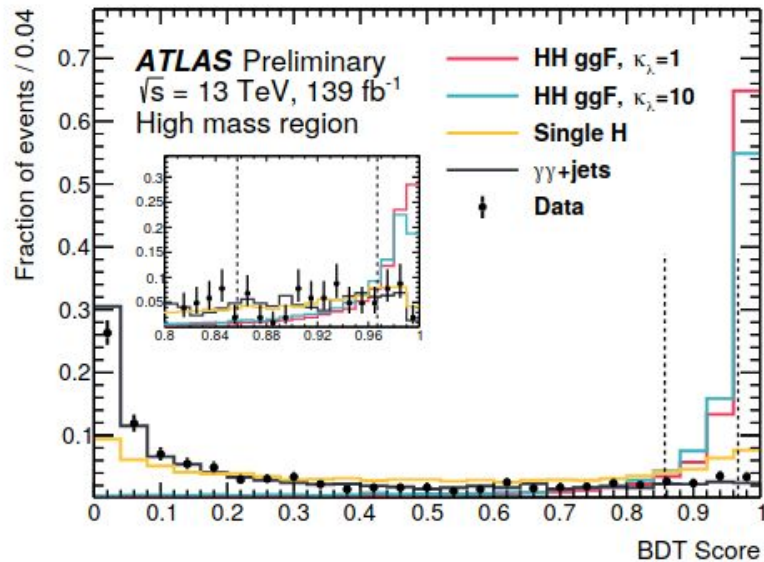 Fraction of events / 0.04
ATLAS Preliminary
√s = 13 TeV, 139 fb⁻¹
High mass region
HH ggF, κλ=1
HH ggF, κλ=10
Single H
γγ+jets
Data
0.7
0.6
0.5
0.4
0.3
0.2
0.1
0.3
0.25
0.2
0.15
0.1
0.05
0.8 0.84 0.88 0.92 0.96 1
0 0.1 0.2 0.3 0.4 0.5 0.6 0.7 0.8 0.9 1
BDT Score